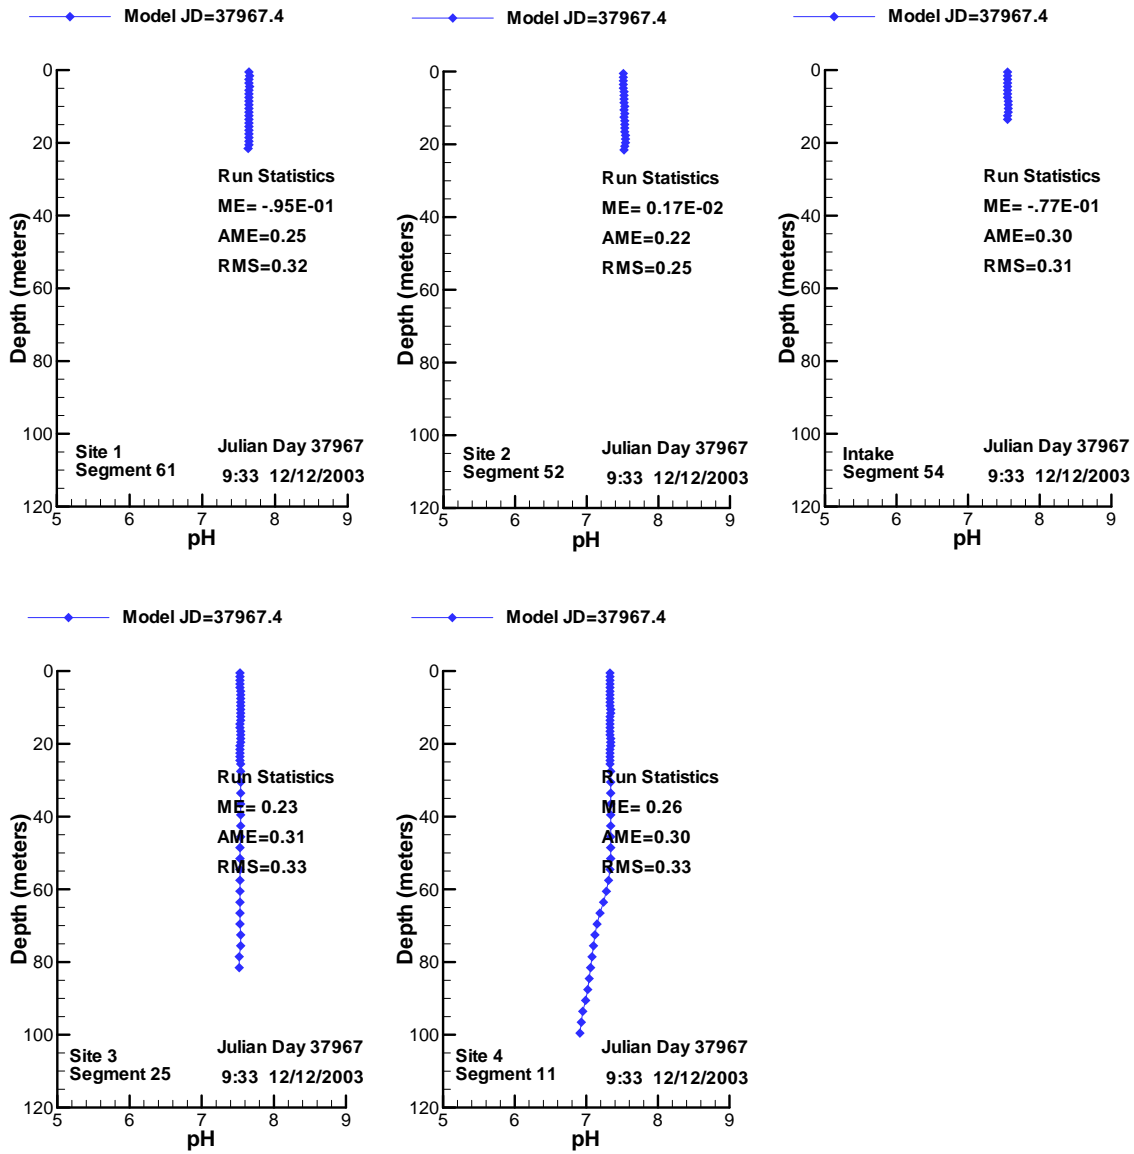 Model JD=37967.4
0
20
40
60
80
100
120
Depth (meters)
Run Statistics
ME= -.95E-01
AME=0.25
RMS=0.32
Site 1
Segment 61
Julian Day 37967
9:33 12/12/2003
5 6 7 8 9
pH
Model JD=37967.4
0
20
40
60
80
100
120
Depth (meters)
Run Statistics
ME= 0.17E-02
AME=0.22
RMS=0.25
Site 2
Segment 52
Julian Day 37967
9:33 12/12/2003
5 6 7 8 9
pH
Model JD=37967.4
0
20
40
60
80
100
120
Depth (meters)
Run Statistics
ME= -.77E-01
AME=0.30
RMS=0.31
Intake
Segment 54
Julian Day 37967
9:33 12/12/2003
5 6 7 8 9
pH
Model JD=37967.4
0
20
40
60
80
100
120
Depth (meters)
Run Statistics
ME= 0.23
AME=0.31
RMS=0.33
Site 3
Segment 25
Julian Day 37967
9:33 12/12/2003
5 6 7 8 9
pH
Model JD=37967.4
0
20
40
60
80
100
120
Depth (meters)
Run Statistics
ME= 0.26
AME=0.30
RMS=0.33
Site 4
Segment 11
Julian Day 37967
9:33 12/12/2003
5 6 7 8 9
pH